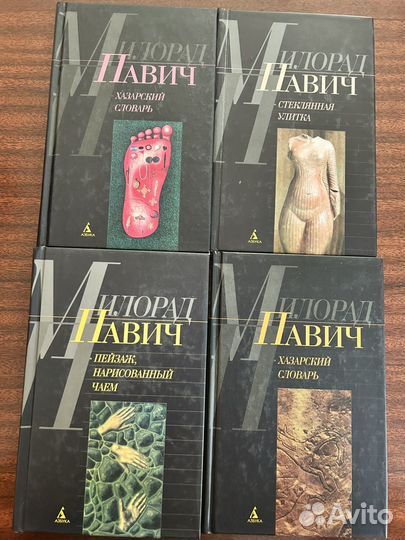 МИЛОРАД
ПАВИЧ
ХАЗАРСКИЙ
СЛОВАРЬ
АЗБУКА
МИЛОРАД
ПАВИЧ
СТЕКЛЯННАЯ
УЛИТКА
АЗБУКА
МИЛОРАД
ПАВИЧ
ПЕЙЗАЖ,
НАРИСОВАННЫЙ
ЧАЕМ
АЗБУКА
МИЛОРАД
ПАВИЧ
ХАЗАРСКИЙ
СЛОВАРЬ
АЗБУКА
Avito